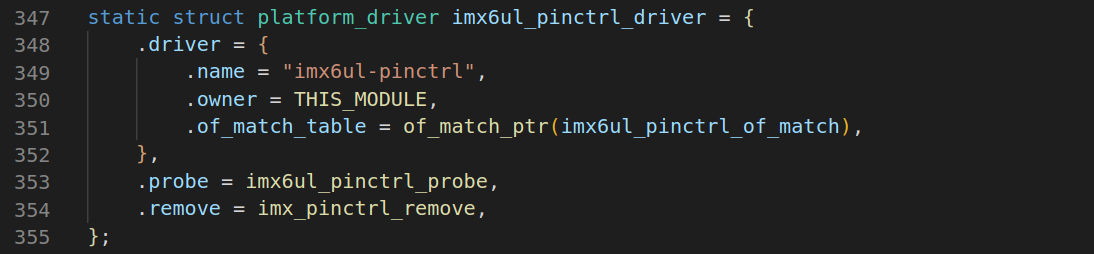 347 static struct platform_driver imx6ul_pinctrl_driver = {
348     .driver = {
349         .name = "imx6ul-pinctrl",
350         .owner = THIS_MODULE,
351         .of_match_table = of_match_ptr(imx6ul_pinctrl_of_match),
352     },
353     .probe = imx6ul_pinctrl_probe,
354     .remove = imx_pinctrl_remove,
355 };